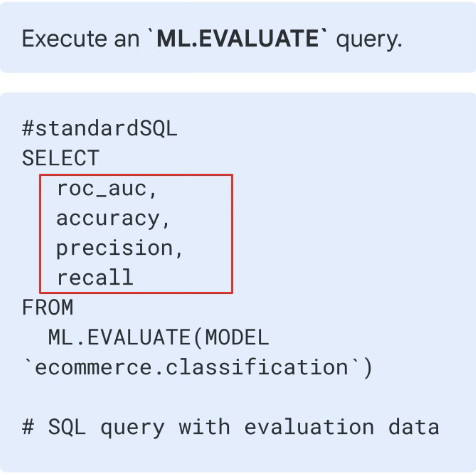 Execute an `ML.EVALUATE` query.
#standardSQL
SELECT
roc_auc,
accuracy,
precision,
recall
FROM
ML.EVALUATE(MODEL
`ecommerce.classification`)
# SQL query with evaluation data